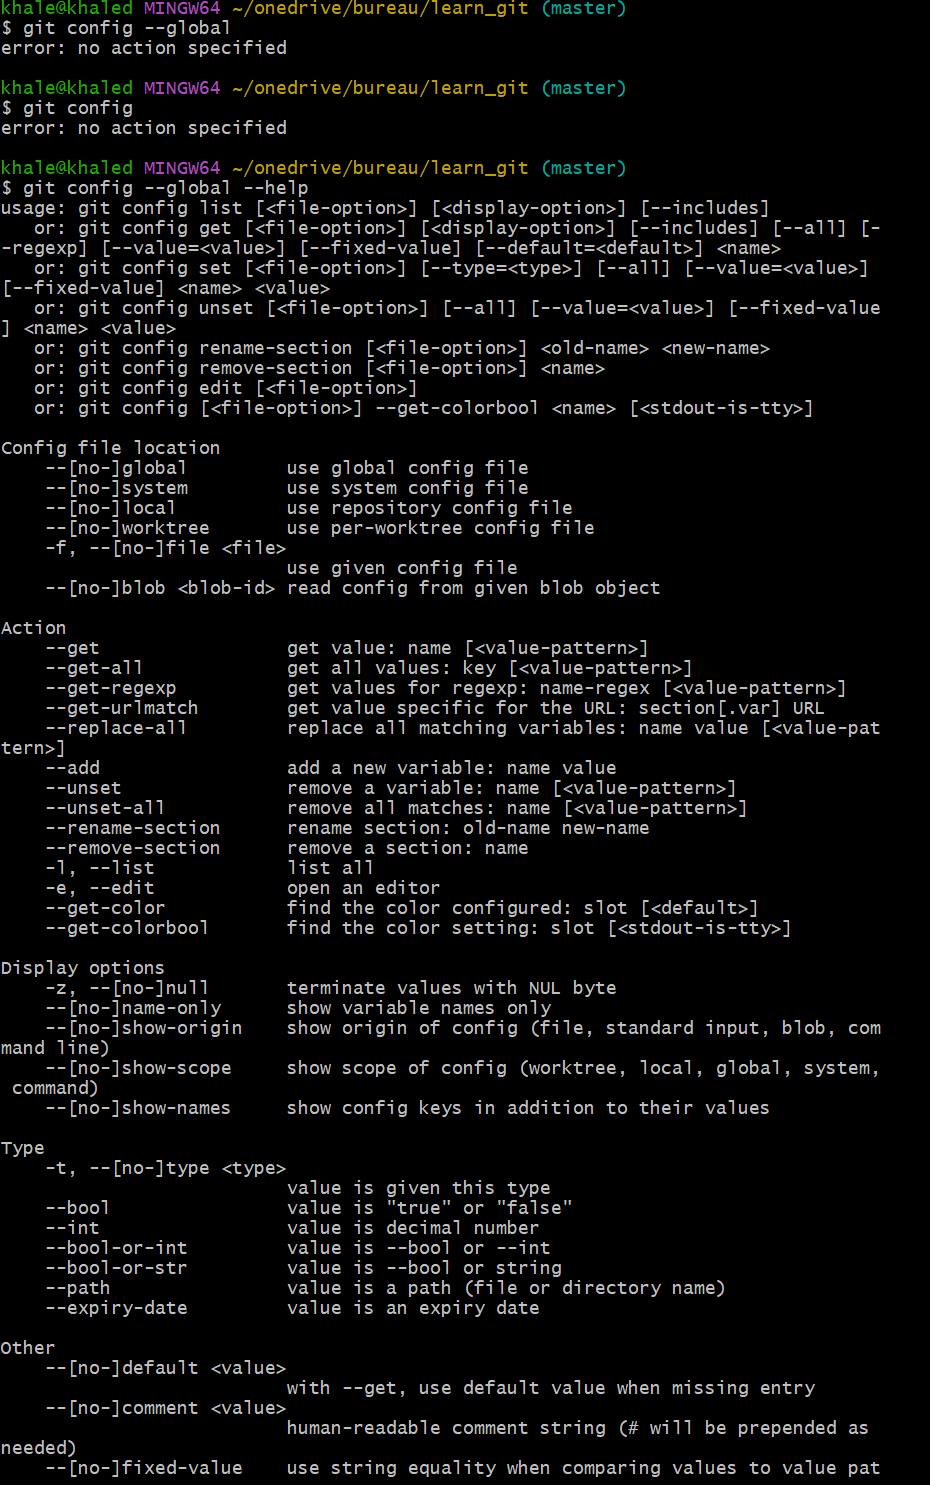 khale@khaled MINGW64 ~/onedrive/bureau/learn_git (master)
$ git config --global
error: no action specified

khale@khaled MINGW64 ~/onedrive/bureau/learn_git (master)
$ git config
error: no action specified

khale@khaled MINGW64 ~/onedrive/bureau/learn_git (master)
$ git config --global --help
usage: git config list [<file-option>] [<display-option>] [--includes]
   or: git config get [<file-option>] [<display-option>] [--includes] [--all] [-
-regexp] [--value=<value>] [--fixed-value] [--default=<default>] <name>
   or: git config set [<file-option>] [--type=<type>] [--all] [--value=<value>]
[--fixed-value] <name> <value>
   or: git config unset [<file-option>] [--all] [--value=<value>] [--fixed-value
] <name> <value>
   or: git config rename-section [<file-option>] <old-name> <new-name>
   or: git config remove-section [<file-option>] <name>
   or: git config edit [<file-option>]
   or: git config [<file-option>] --get-colorbool <name> [<stdout-is-tty>]

Config file location
    --[no-]global         use global config file
    --[no-]system         use system config file
    --[no-]local          use repository config file
    --[no-]worktree       use per-worktree config file
    -f, --[no-]file <file>
                          use given config file
    --[no-]blob <blob-id> read config from given blob object

Action
    --get                 get value: name [<value-pattern>]
    --get-all             get all values: key [<value-pattern>]
    --get-regexp          get values for regexp: name-regex [<value-pattern>]
    --get-urlmatch        get value specific for the URL: section[.var] URL
    --replace-all         replace all matching variables: name value [<value-pat
tern>]
    --add                 add a new variable: name value
    --unset               remove a variable: name [<value-pattern>]
    --unset-all           remove all matches: name [<value-pattern>]
    --rename-section      rename section: old-name new-name
    --remove-section      remove a section: name
    -l, --list            list all
    -e, --edit            open an editor
    --get-color           find the color configured: slot [<default>]
    --get-colorbool       find the color setting: slot [<stdout-is-tty>]

Display options
    -z, --[no-]null       terminate values with NUL byte
    --[no-]name-only      show variable names only
    --[no-]show-origin    show origin of config (file, standard input, blob, com
mand line)
    --[no-]show-scope     show scope of config (worktree, local, global, system,
 command)
    --[no-]show-names     show config keys in addition to their values

Type
    -t, --[no-]type <type>
                          value is given this type
    --bool                value is "true" or "false"
    --int                 value is decimal number
    --bool-or-int         value is --bool or --int
    --bool-or-str         value is --bool or string
    --path                value is a path (file or directory name)
    --expiry-date         value is an expiry date

Other
    --[no-]default <value>
                          with --get, use default value when missing entry
    --[no-]comment <value>
                          human-readable comment string (# will be prepended as
needed)
    --[no-]fixed-value    use string equality when comparing values to value pat